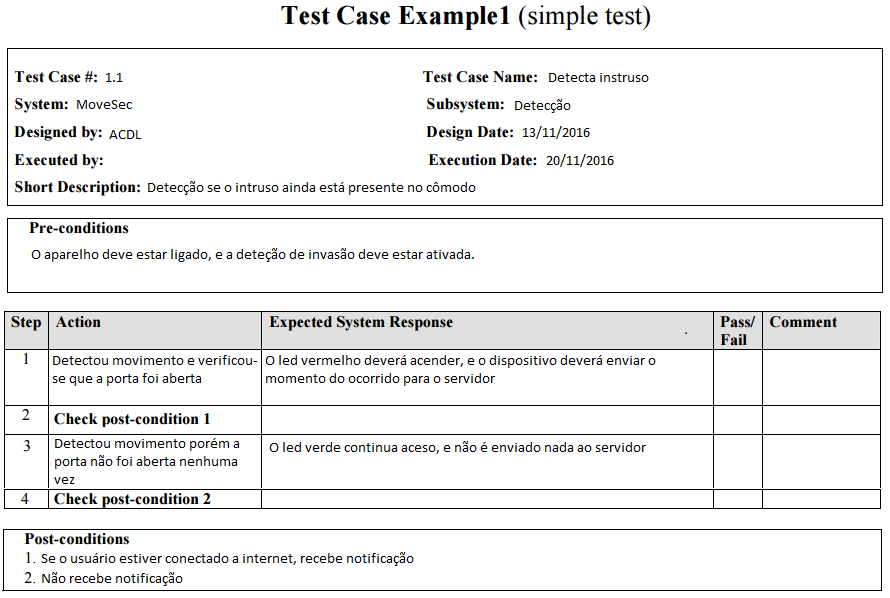 Test Case Example1 (simple test)
Test Case #: 1.1 Test Case Name: Detecta instruso
System: MoveSec Subsystem: Detecção
Designed by: ACDL Design Date: 13/11/2016
Executed by: Execution Date: 20/11/2016
Short Description: Detecção se o intruso ainda está presente no cômodo
Pre-conditions
O aparelho deve estar ligado, e a deteção de invasão deve estar ativada.
Step Action Expected System Response . Pass/
Fail Comment
1 Detectou movimento e verificou-
se que a porta foi aberta
O led vermelho deverá acender, e o dispositivo deverá enviar o
momento do ocorrido para o servidor
2 Check post-condition 1
3 Detectou movimento porém a
porta não foi aberta nenhuma
vez
O led verde continua aceso, e não é enviado nada ao servidor
4 Check post-condition 2
Post-conditions
1. Se o usuário estiver conectado a internet, recebe notificação
2. Não recebe notificação